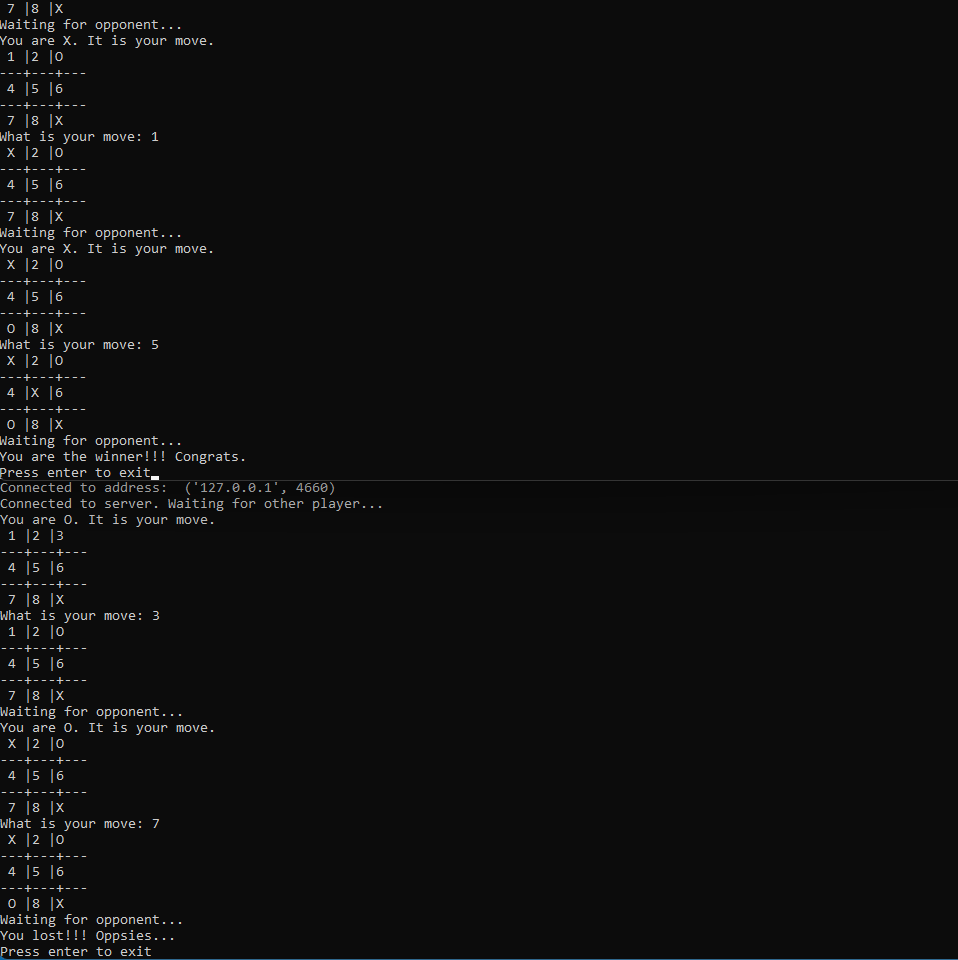 7 |8 |X
Waiting for opponent...
You are X. It is your move.
 1 |2 |O
---+---+---
 4 |5 |6
---+---+---
 7 |8 |X
What is your move: 1
 X |2 |O
---+---+---
 4 |5 |6
---+---+---
 7 |8 |X
Waiting for opponent...
You are X. It is your move.
 X |2 |O
---+---+---
 4 |5 |6
---+---+---
 O |8 |X
What is your move: 5
 X |2 |O
---+---+---
 4 |X |6
---+---+---
 O |8 |X
Waiting for opponent...
You are the winner!!! Congrats.
Press enter to exit
Connected to address:  ('127.0.0.1', 4660)
Connected to server. Waiting for other player...
You are O. It is your move.
 1 |2 |3
---+---+---
 4 |5 |6
---+---+---
 7 |8 |X
What is your move: 3
 1 |2 |O
---+---+---
 4 |5 |6
---+---+---
 7 |8 |X
Waiting for opponent...
You are O. It is your move.
 X |2 |O
---+---+---
 4 |5 |6
---+---+---
 7 |8 |X
What is your move: 7
 X |2 |O
---+---+---
 4 |5 |6
---+---+---
 O |8 |X
Waiting for opponent...
You lost!!! Oppsies...
Press enter to exit